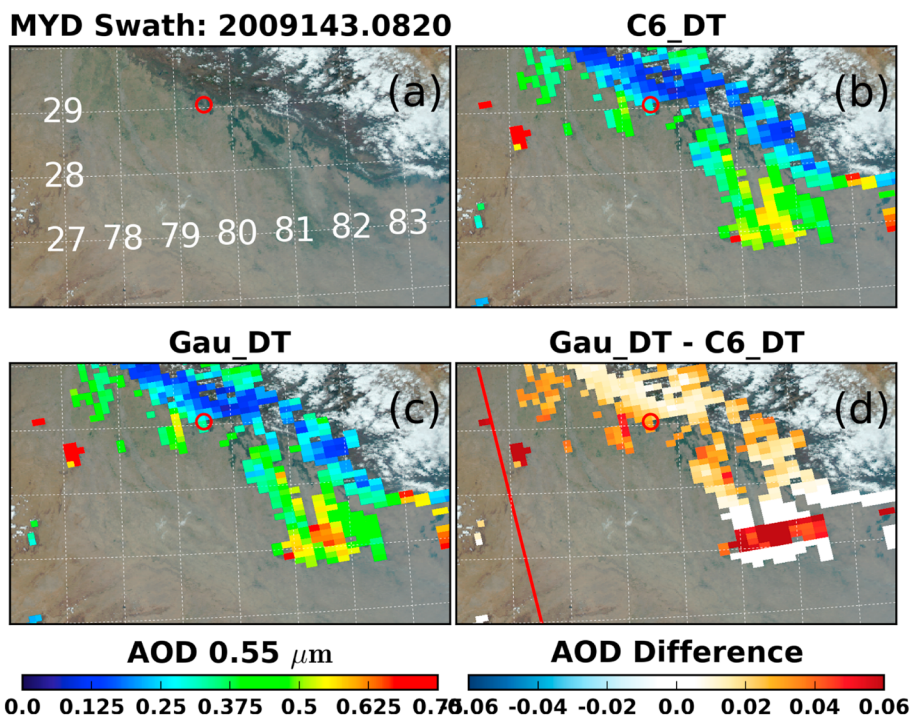 MYD Swath: 2009143.0820
C6_DT
(a)
(b)
29
28
27 78 79 80 81 82 83
Gau_DT
Gau_DT - C6_DT
(c)
(d)
AOD 0.55 μm
AOD Difference
0.0 0.125 0.25 0.375 0.5 0.625
-0.04 -0.02 0.0 0.02 0.04 0.06